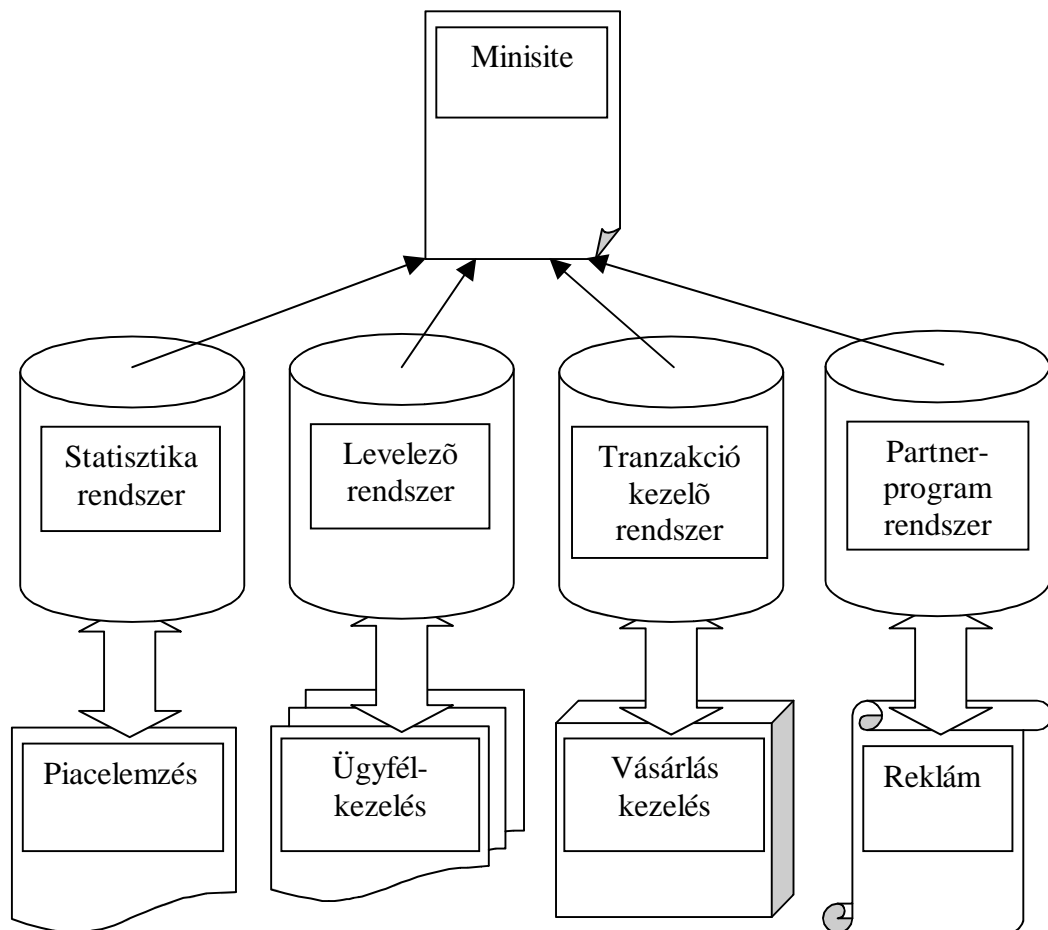 Minisite
Statisztika
rendszer
Levelezõ
rendszer
Tranzakció
kezelõ
rendszer
Partner-
program
rendszer
Piacelemzés
Ügyfél-
kezelés
Vásárlás
kezelés
Reklám